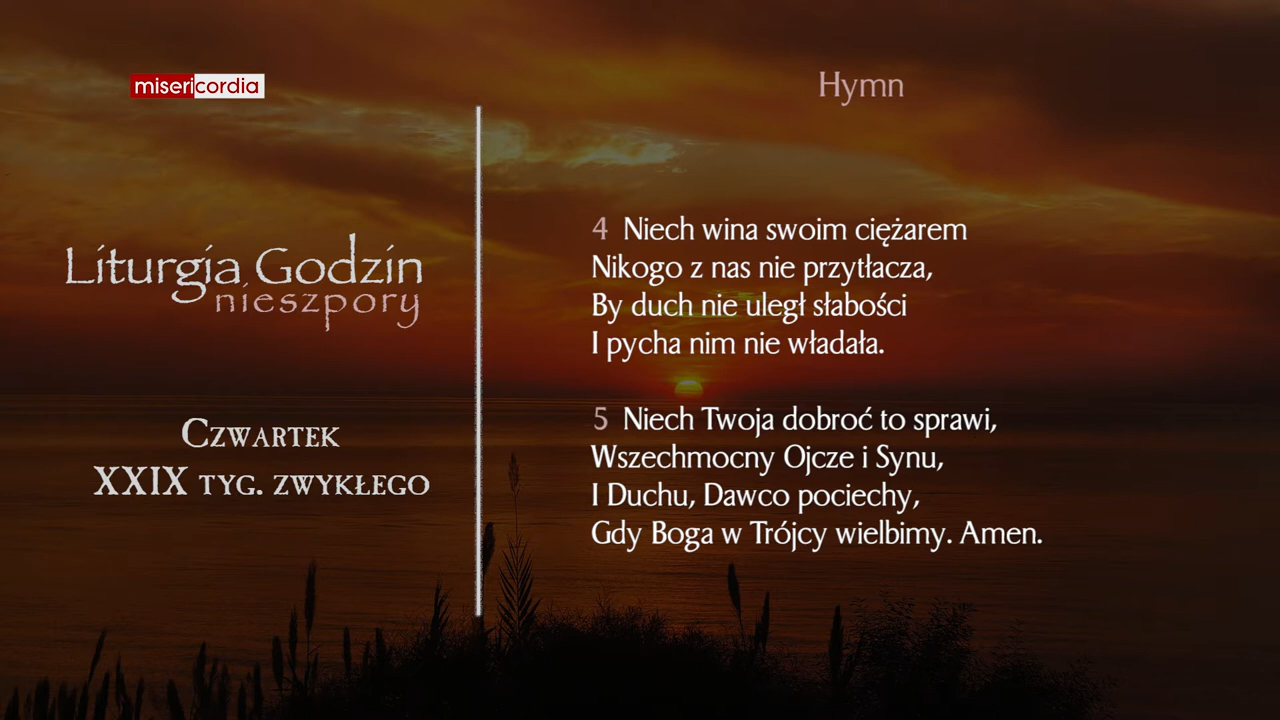 misericordia
Liturgia Godzin
nieszpory
Czwartek
XXIX tyg. zwykłego
Hymn
4 Niech wina swoim ciężarem
Nikogo z nas nie przytłacza,
By duch nie uległ słabości
I pycha nim nie władała.
5 Niech Twoja dobroć to sprawi,
Wszechmocny Ojcze i Synu,
I Duchu, Dawco pociechy,
Gdy Boga w Trójcy wielbimy. Amen.